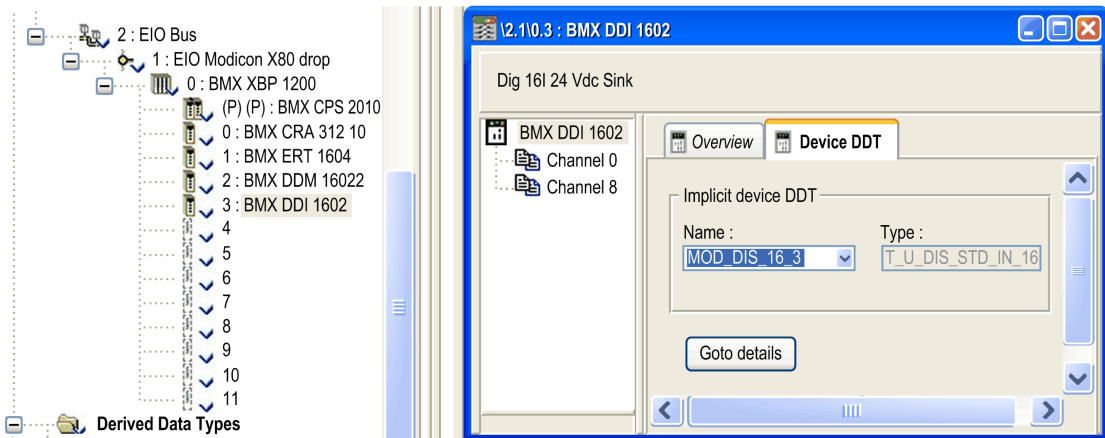 2 : EIO Bus
1 : EIO Modicon X80 drop
0 : BMX XBP 1200
(P) (P) : BMX CPS 2010
0 : BMX CRA 312 10
1 : BMX ERT 1604
2 : BMX DDM 16022
3 : BMX DDI 1602
4
5
6
7
8
9
10
11
Derived Data Types
\2.1\0.3 : BMX DDI 1602
Dig 16I 24 Vdc Sink
BMX DDI 1602
Channel 0
Channel 8
Overview
Device DDT
Implicit device DDT
Name :
Type :
MOD_DIS_16_3
T_U_DIS_STD_IN_16
Goto details